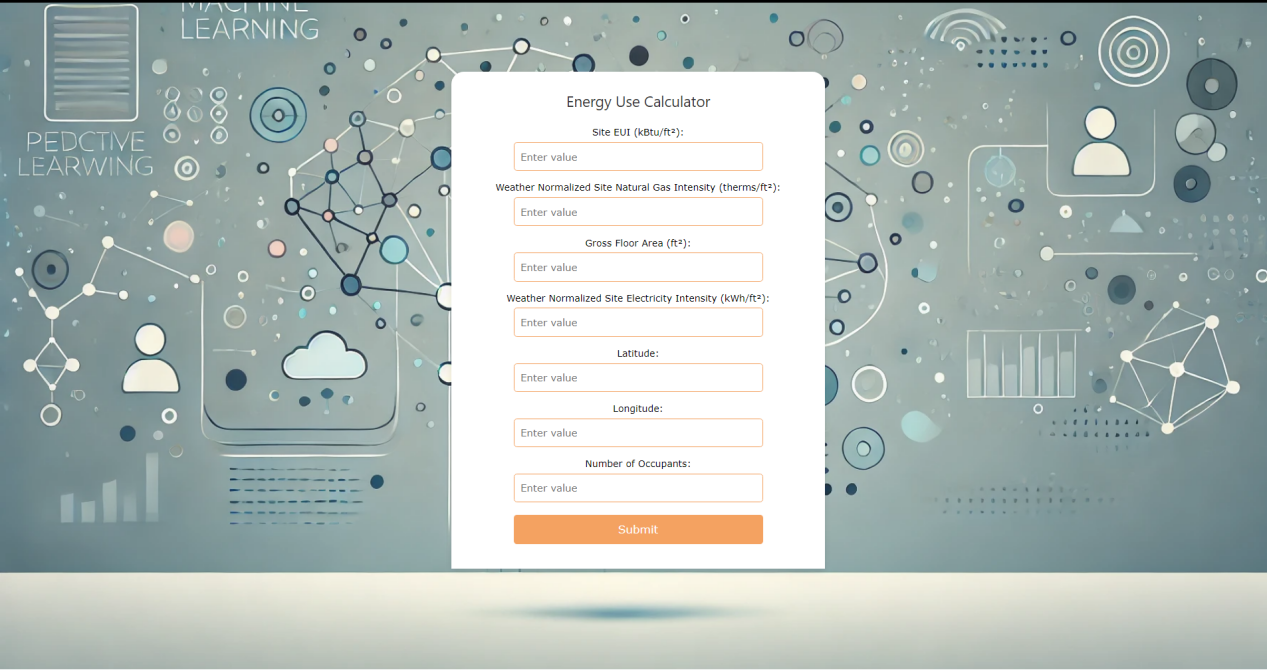 MACHINE
LEARNING
PEDCTIVE
LEARWING
Energy Use Calculator
Site EUI (kBtu/ft²):
Enter value
Weather Normalized Site Natural Gas Intensity (therms/ft²):
Enter value
Gross Floor Area (ft²):
Enter value
Weather Normalized Site Electricity Intensity (kWh/ft²):
Enter value
Latitude:
Enter value
Longitude:
Enter value
Number of Occupants:
Enter value
Submit